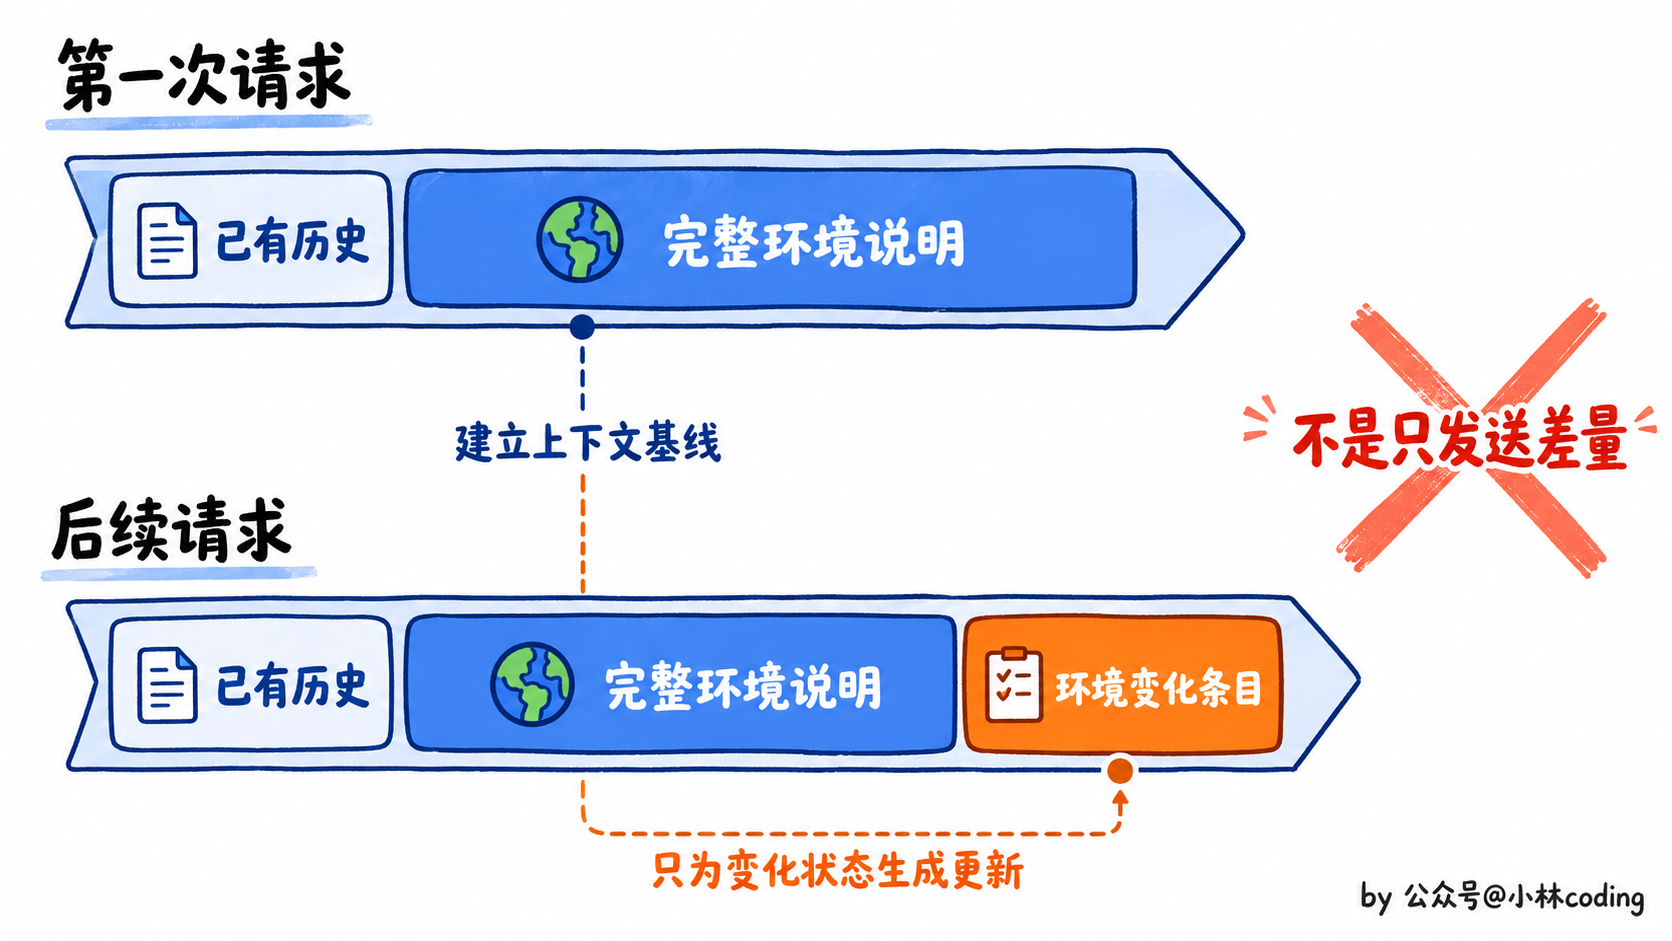 第一次请求
已有历史
完整环境说明
建立上下文基线
不是只发送差量
后续请求
已有历史
完整环境说明
环境变化条目
只为变化状态生成更新
by 公众号@小林coding